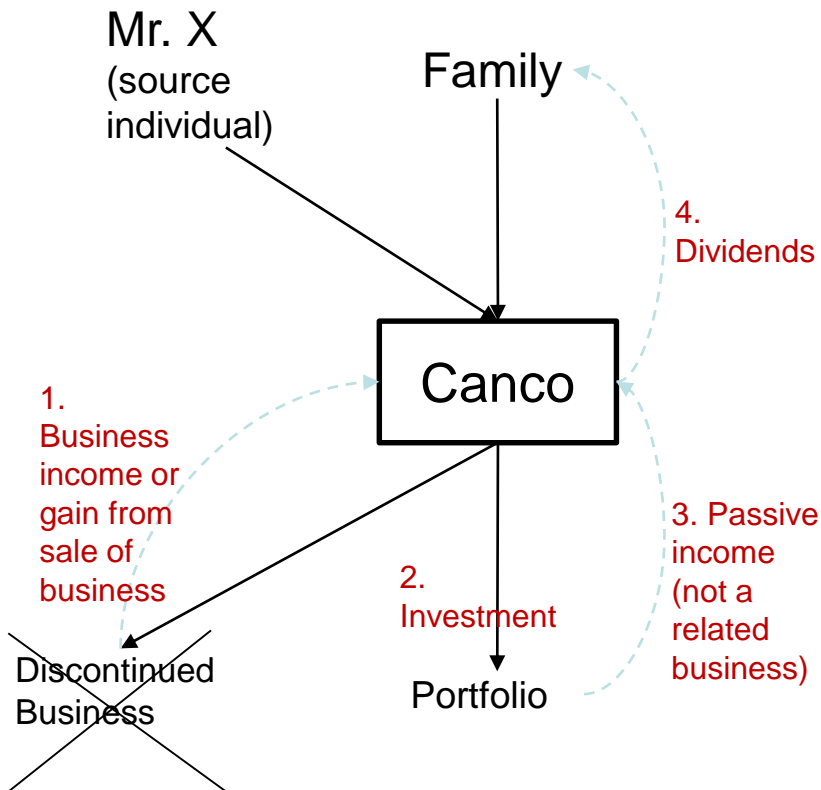 Mr. X
(source
individual)
Family
4.
Dividends
Canco
1.
Business
income or
gain from
sale of
business
2.
Investment
3. Passive
income
(not a
related
business)
Discontinued
Business
Portfolio